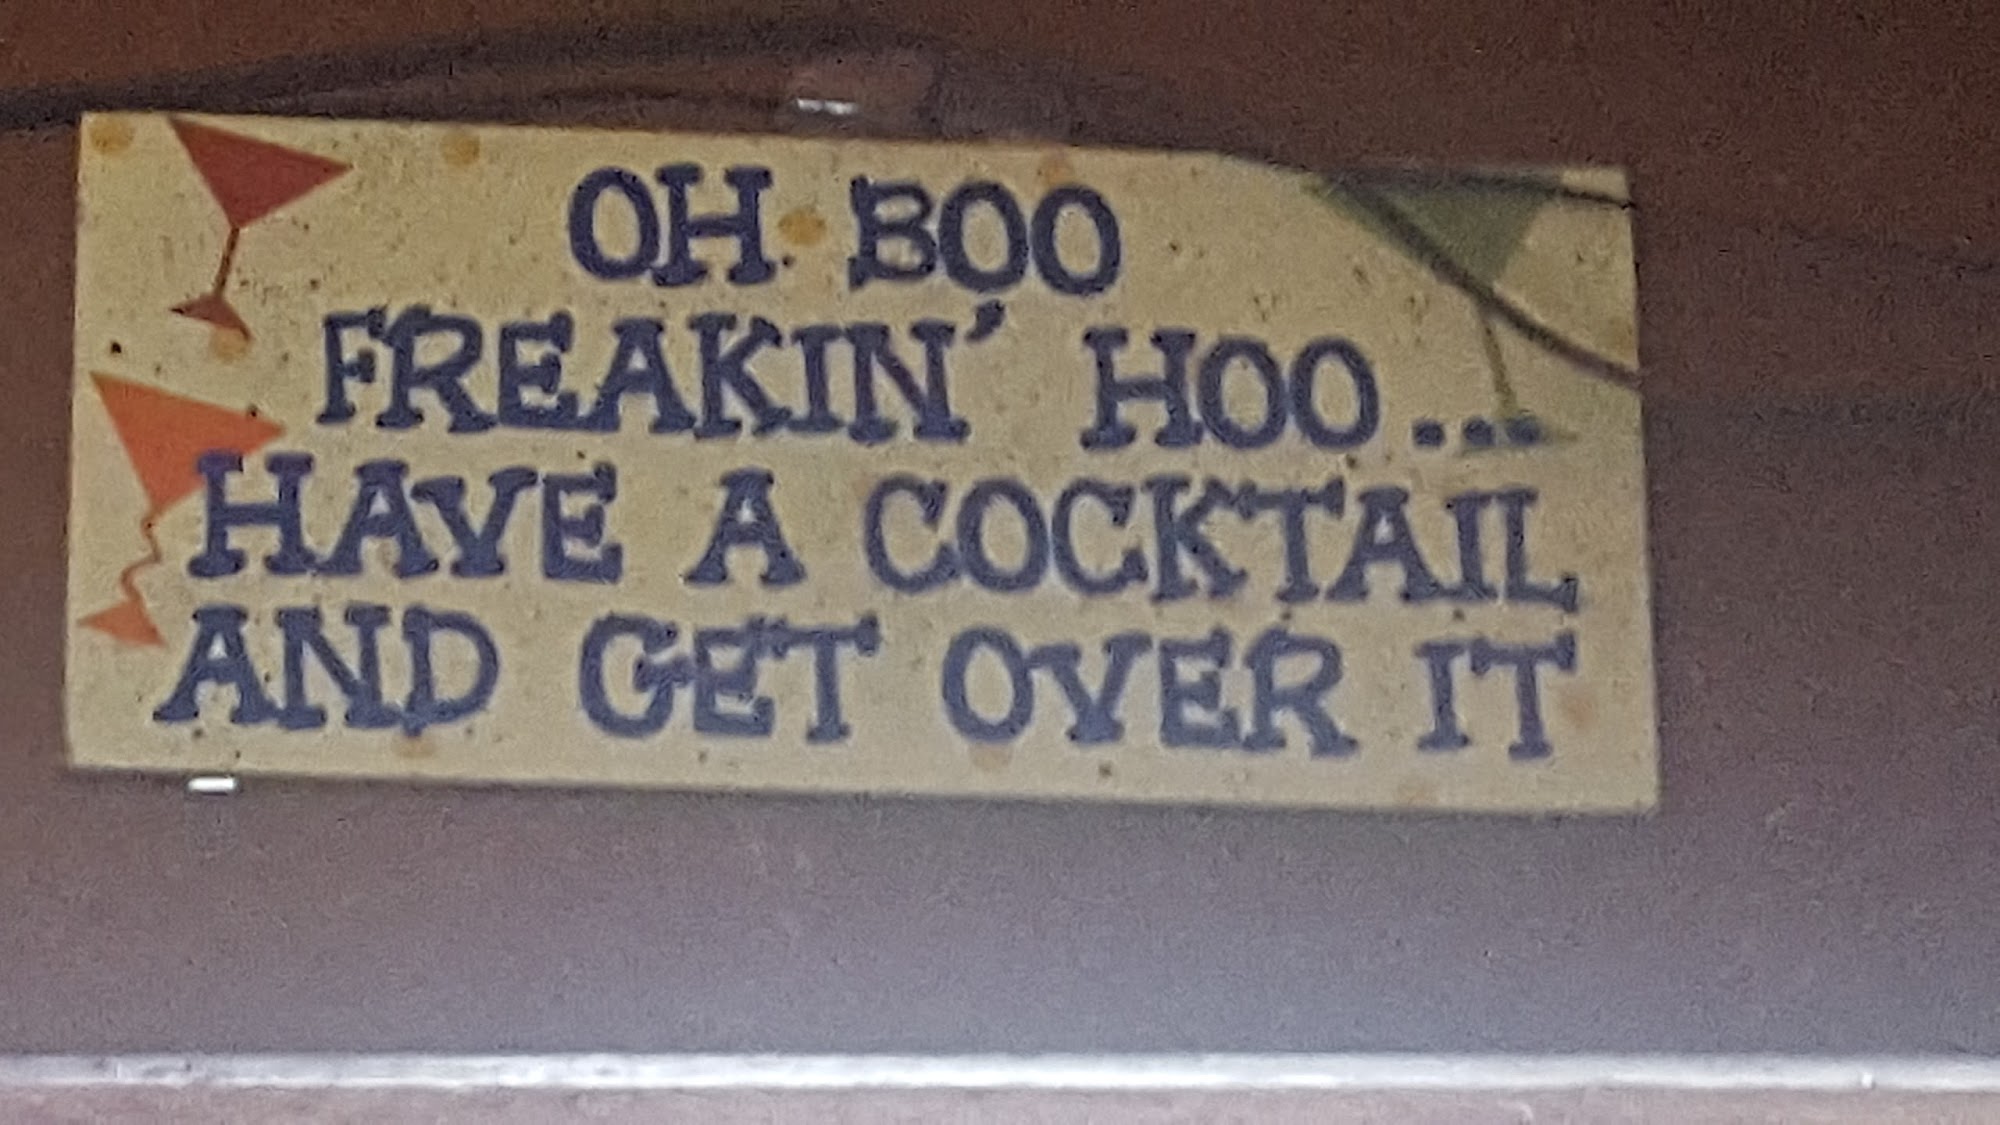 OH BOO
FREAKIN' HOO...
HAVE A COCKTAIL
AND GET OVER IT